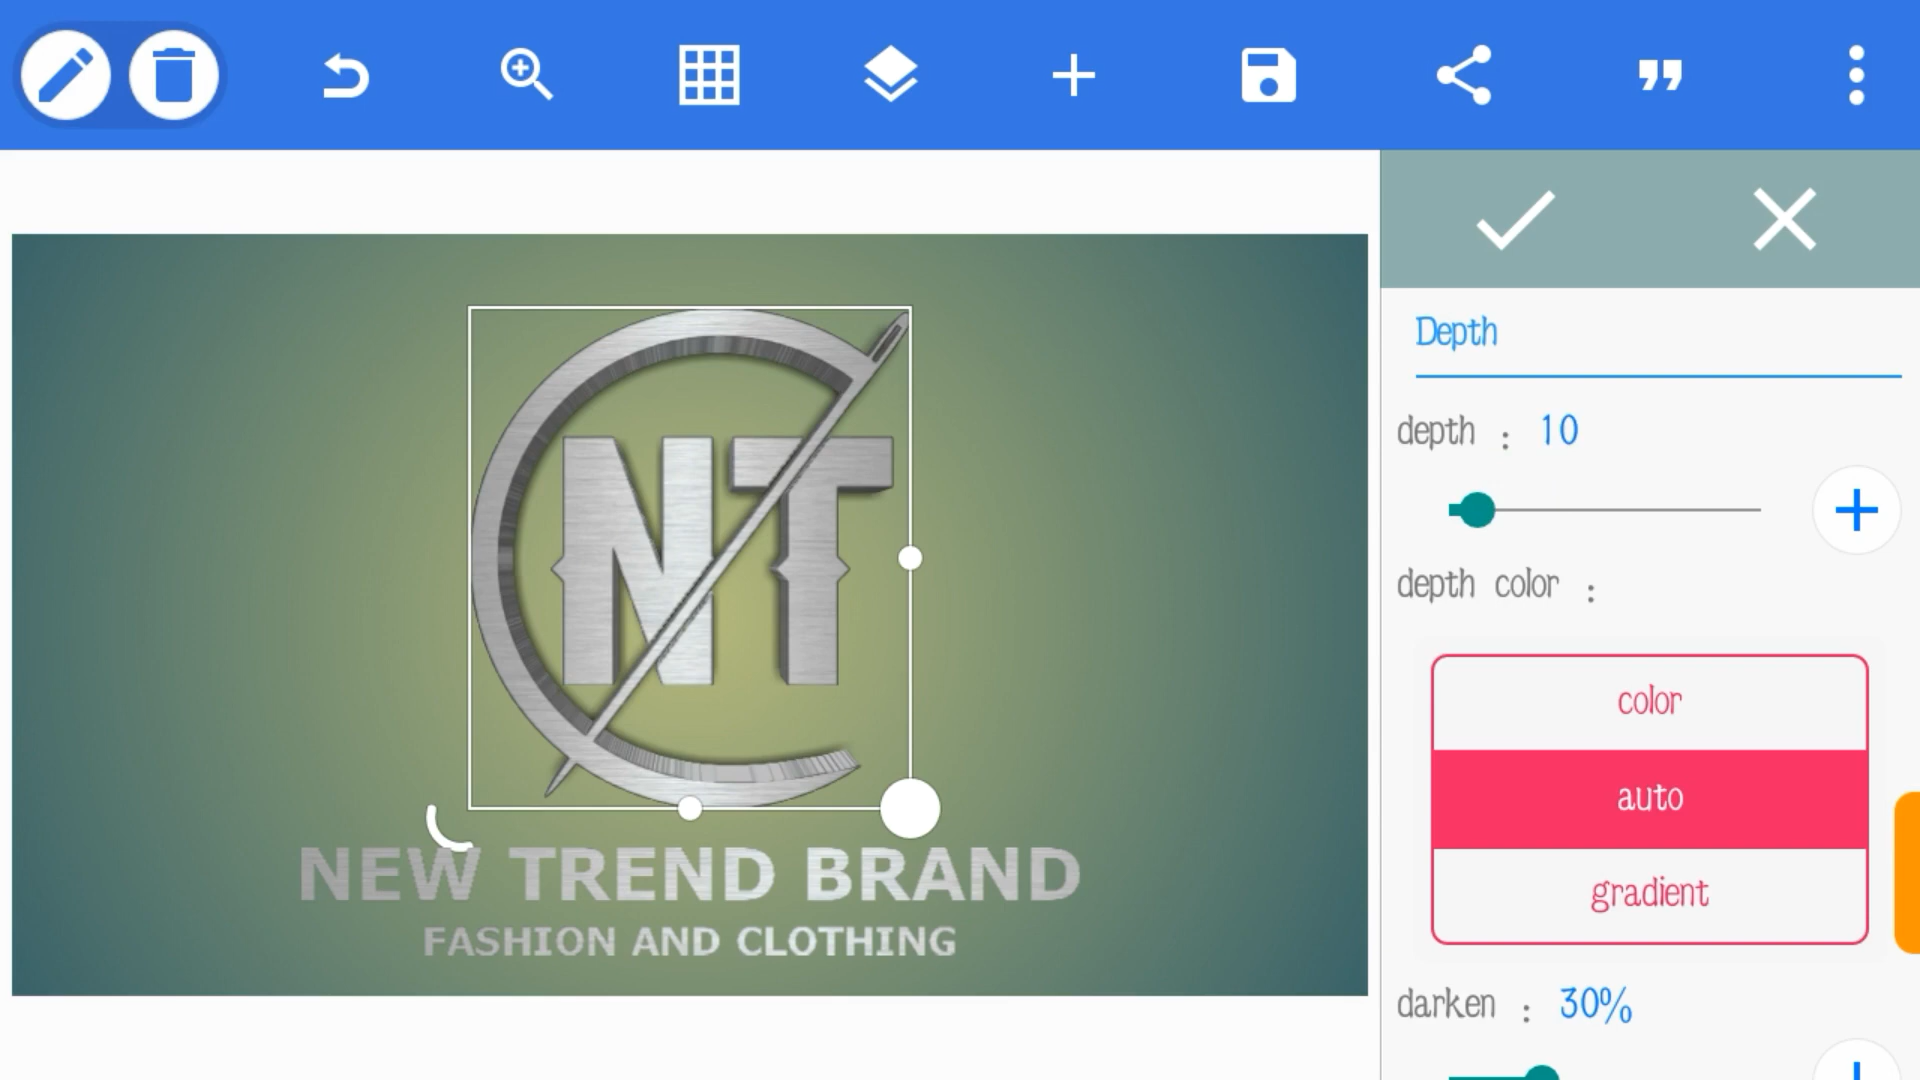 NT
NEW TREND BRAND
FASHION AND CLOTHING
Depth
depth : 10
depth color :
color
auto
gradient
darken : 30%